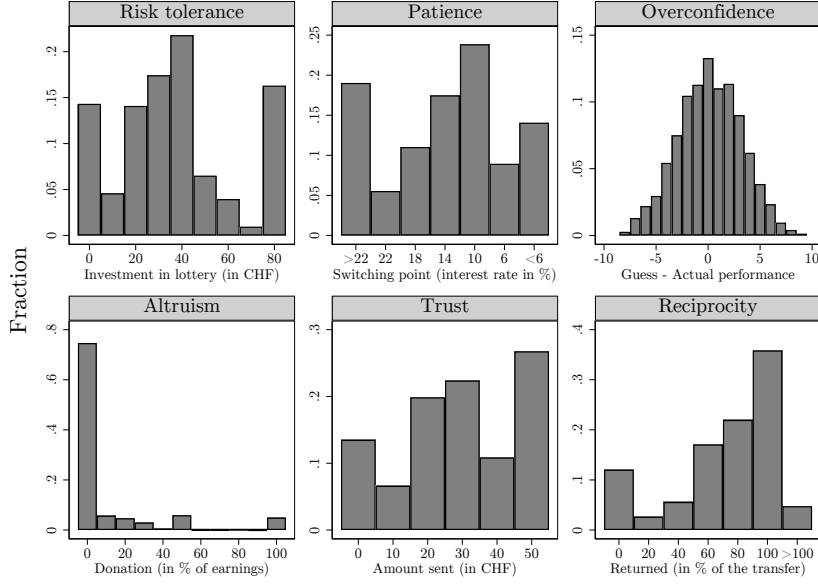 Fraction
Risk tolerance
.2
.15
.1
.05
0
0 20 40 60 80
Investment in lottery (in CHF)
Patience
.25
.2
.15
.1
.05
0
>22 22 18 14 10 6 <6
Switching point (interest rate in %)
Overconfidence
.15
.1
.05
0
-10 -5 0 5 10
Guess - Actual performance
Altruism
.8
.6
.4
.2
0
0 20 40 60 80 100
Donation (in % of earnings)
Trust
.3
.2
.1
0
0 10 20 30 40 50
Amount sent (in CHF)
Reciprocity
.4
.3
.2
.1
0
0 20 40 60 80 100 >100
Returned (in % of the transfer)